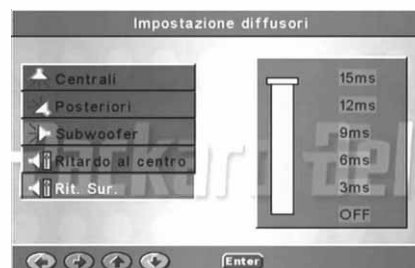 Impostazione diffusori
Centrali
Posteriori
Subwoofer
Ritardo al centro
Rit. Sur.
15ms
12ms
9ms
6ms
3ms
OFF
Enter